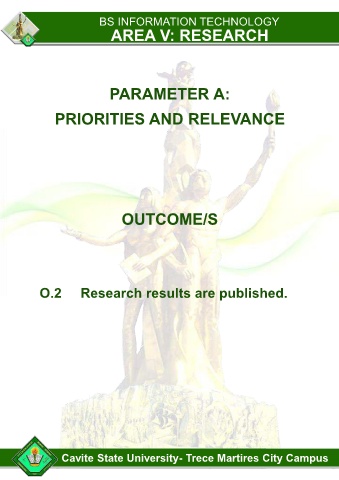 BS INFORMATION TECHNOLOGY
AREA V: RESEARCH
PARAMETER A:
PRIORITIES AND RELEVANCE
OUTCOME/S
O.2 Research results are published.
Cavite State University- Trece Martires City Campus